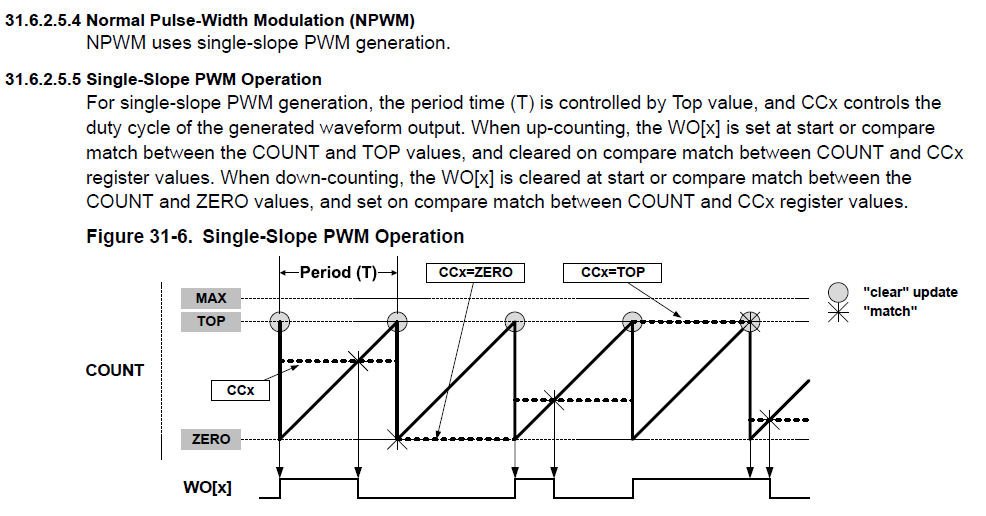 31.6.2.5.4 Normal Pulse-Width Modulation (NPWM)
NPWM uses single-slope PWM generation.
31.6.2.5.5 Single-Slope PWM Operation
For single-slope PWM generation, the period time (T) is controlled by Top value, and CCx controls the
duty cycle of the generated waveform output. When up-counting, the WO[x] is set at start or compare
match between the COUNT and TOP values, and cleared on compare match between COUNT and CCx
register values. When down-counting, the WO[x] is cleared at start or compare match between the
COUNT and ZERO values, and set on compare match between COUNT and CCx register values.
Figure 31-6. Single-Slope PWM Operation
Period (T)
CCx=ZERO
CCx=TOP
"clear" update
"match"
MAX
TOP
COUNT
CCx
ZERO
WO[x]